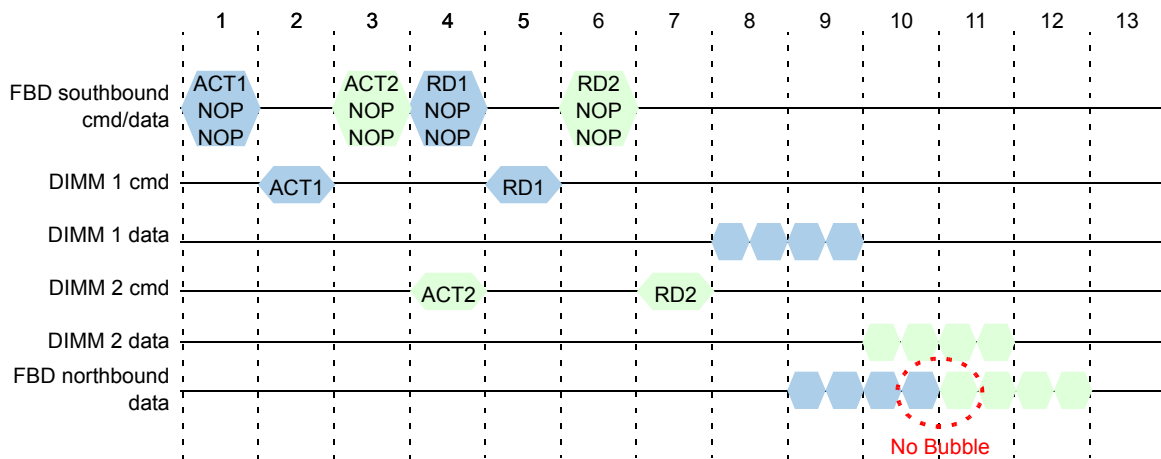 1 2 3 4 5 6 7 8 9 10 11 12 13
FBD southbound
cmd/data
ACT1 ACT2 RD1 RD2
NOP NOP NOP NOP
NOP NOP NOP NOP
DIMM 1 cmd ACT1 RD1
DIMM 1 data
DIMM 2 cmd ACT2 RD2
DIMM 2 data
FBD northbound
data
No Bubble